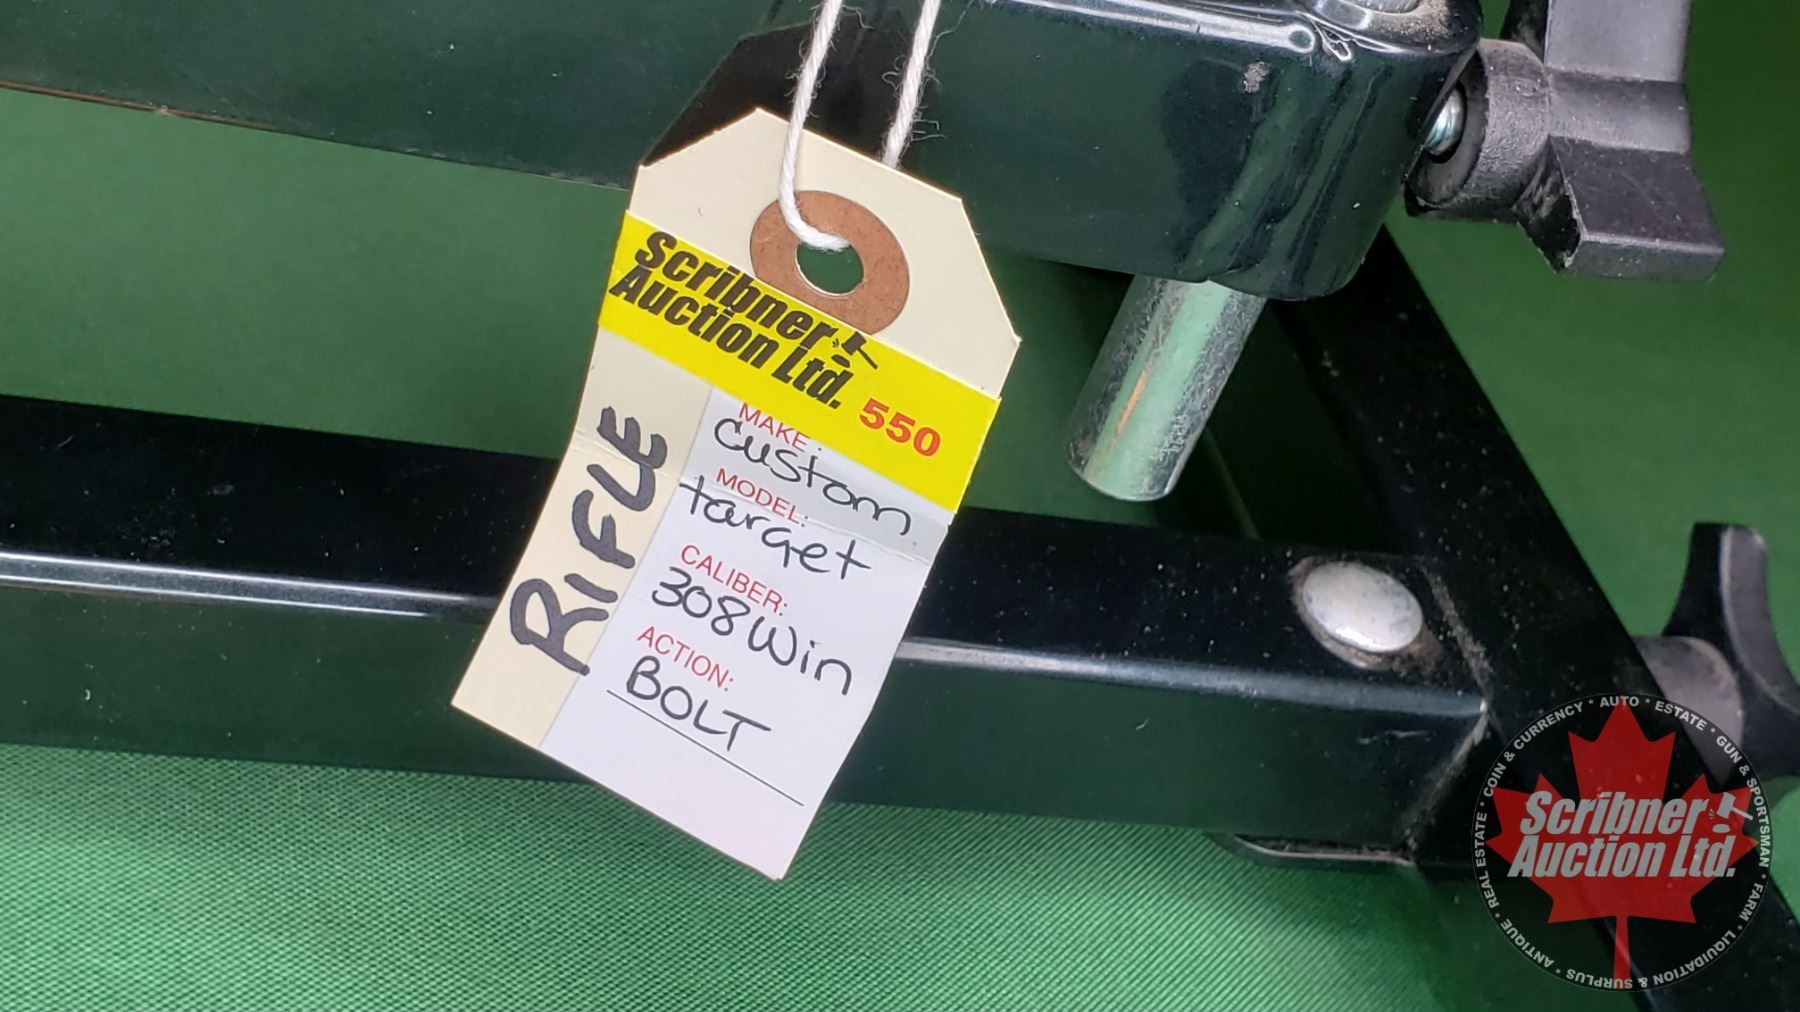 Scribner
Auction Ltd. 550
RIFLE
MAKE:
Custom
MODEL:
target
CALIBER:
308 Win
ACTION:
BOLT
Scribner
Auction Ltd.
ANTIQUE * REAL ESTATE * COIN & CURRENCY * AUTO * ESTATE * GUN & SPORTSMAN * FARM * LIQUIDATION & SURPLUS *